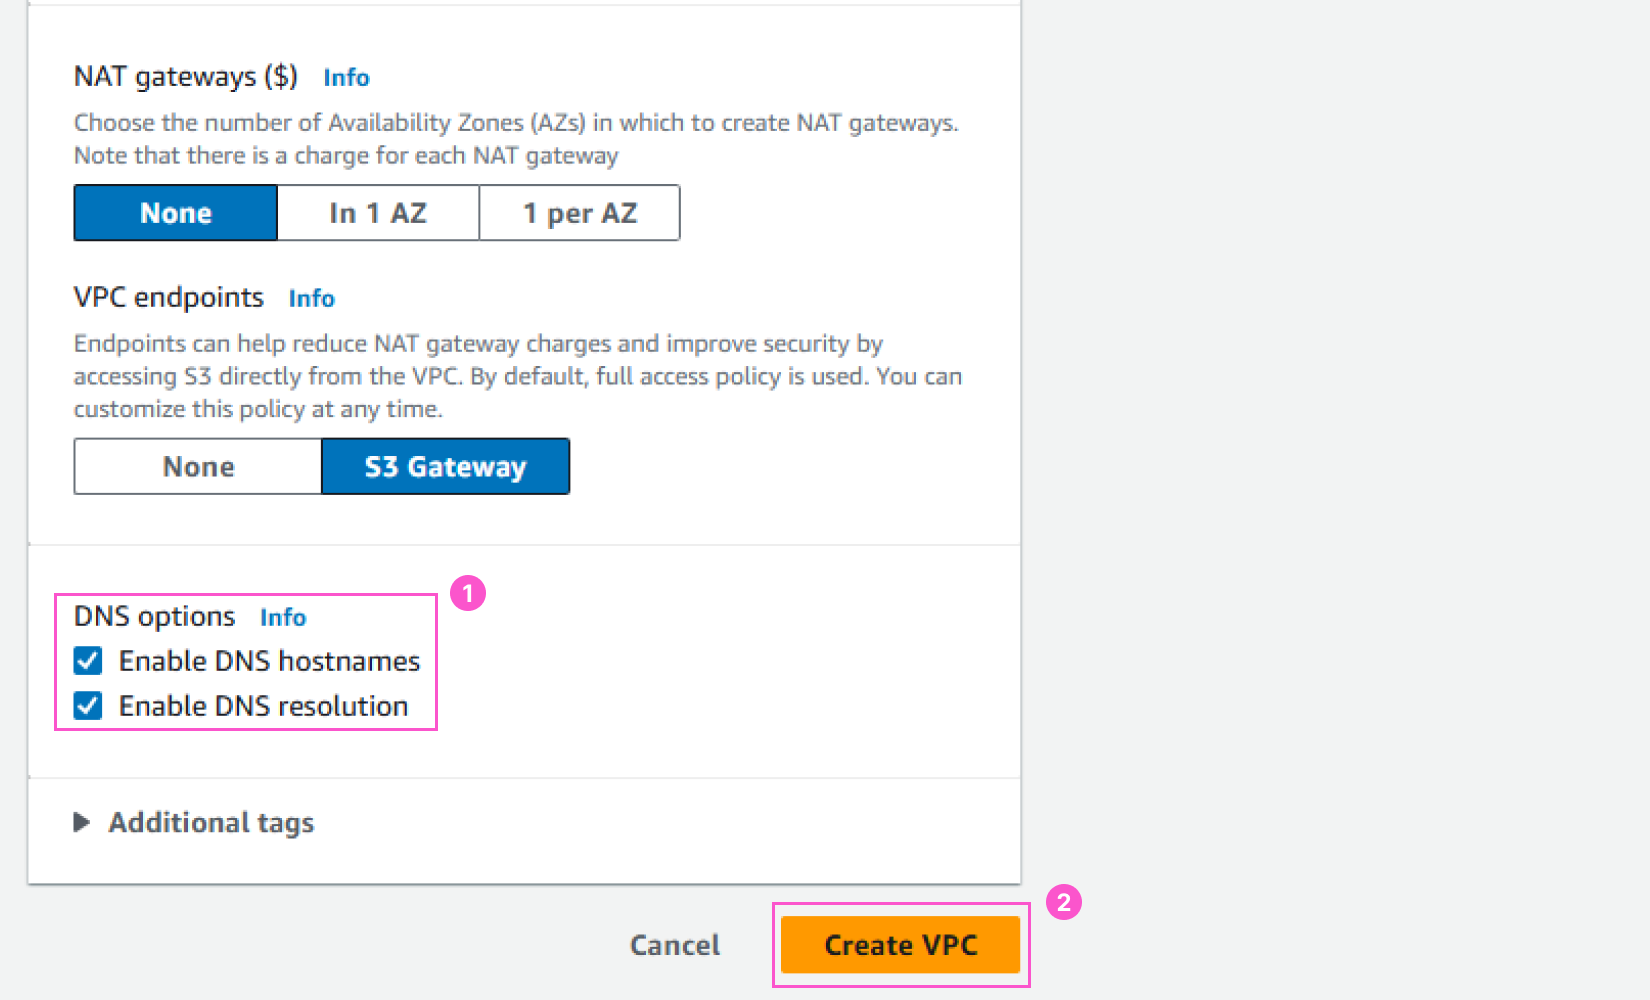 NAT gateways ($) Info
Choose the number of Availability Zones (AZs) in which to create NAT gateways.
Note that there is a charge for each NAT gateway
None In 1 AZ 1 per AZ
VPC endpoints Info
Endpoints can help reduce NAT gateway charges and improve security by
accessing S3 directly from the VPC. By default, full access policy is used. You can
customize this policy at any time.
None S3 Gateway
1
DNS options Info
Enable DNS hostnames
Enable DNS resolution
Additional tags
2
Cancel Create VPC